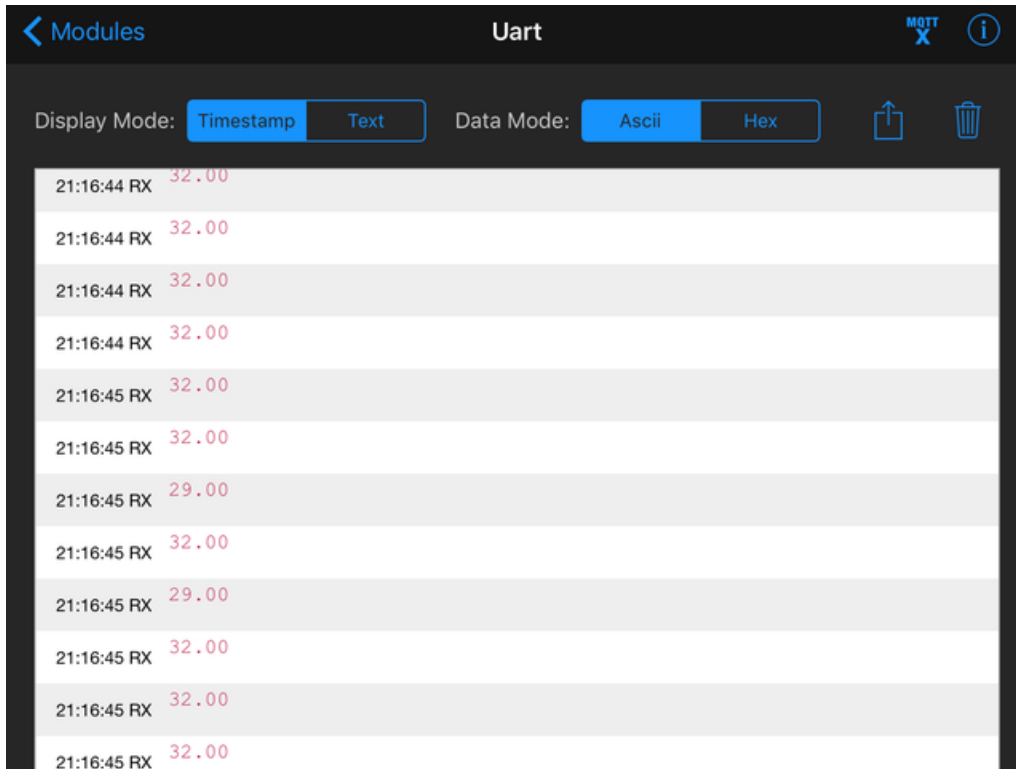 Modules Uart MQTT X i
Display Mode: Timestamp Text Data Mode: Ascii Hex
21:16:44 RX 32.00
21:16:44 RX 32.00
21:16:44 RX 32.00
21:16:44 RX 32.00
21:16:45 RX 32.00
21:16:45 RX 32.00
21:16:45 RX 29.00
21:16:45 RX 32.00
21:16:45 RX 29.00
21:16:45 RX 32.00
21:16:45 RX 32.00
21:16:45 RX 32.00